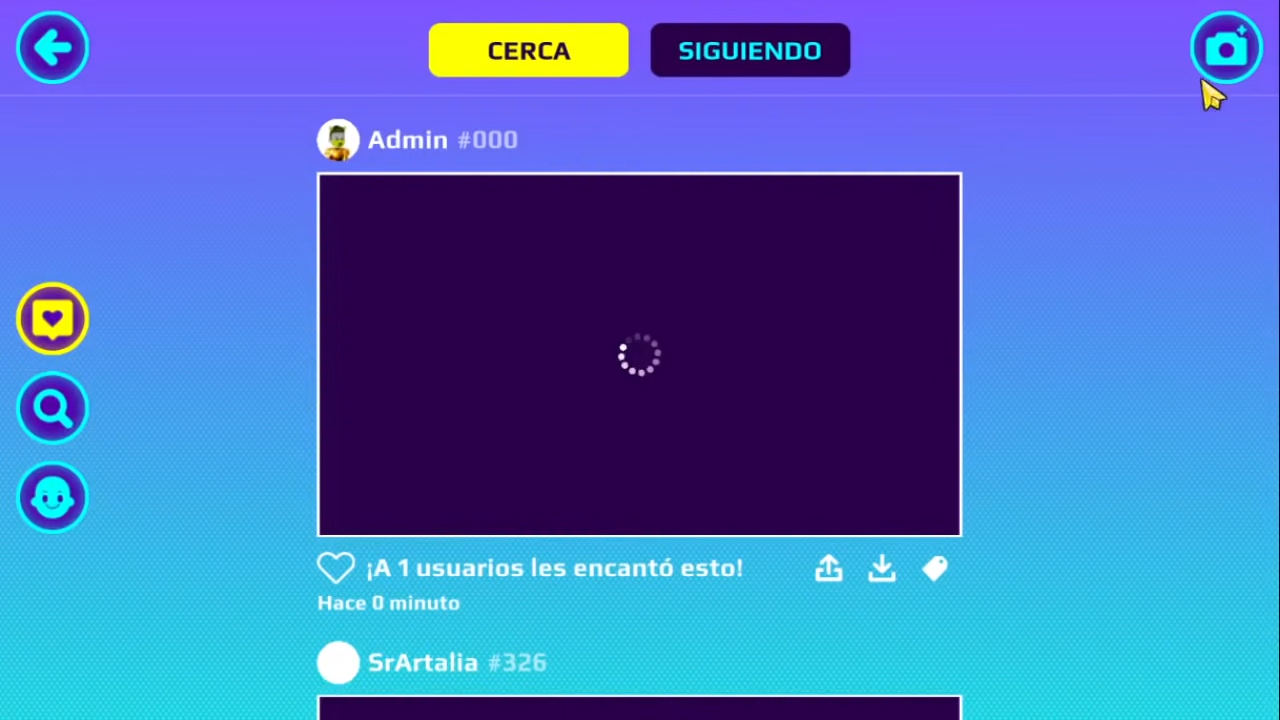 CERCA
SIGUIENDO
Admin #000
¡A 1 usuarios les encantó esto!
Hace 0 minuto
SrArtalia #326